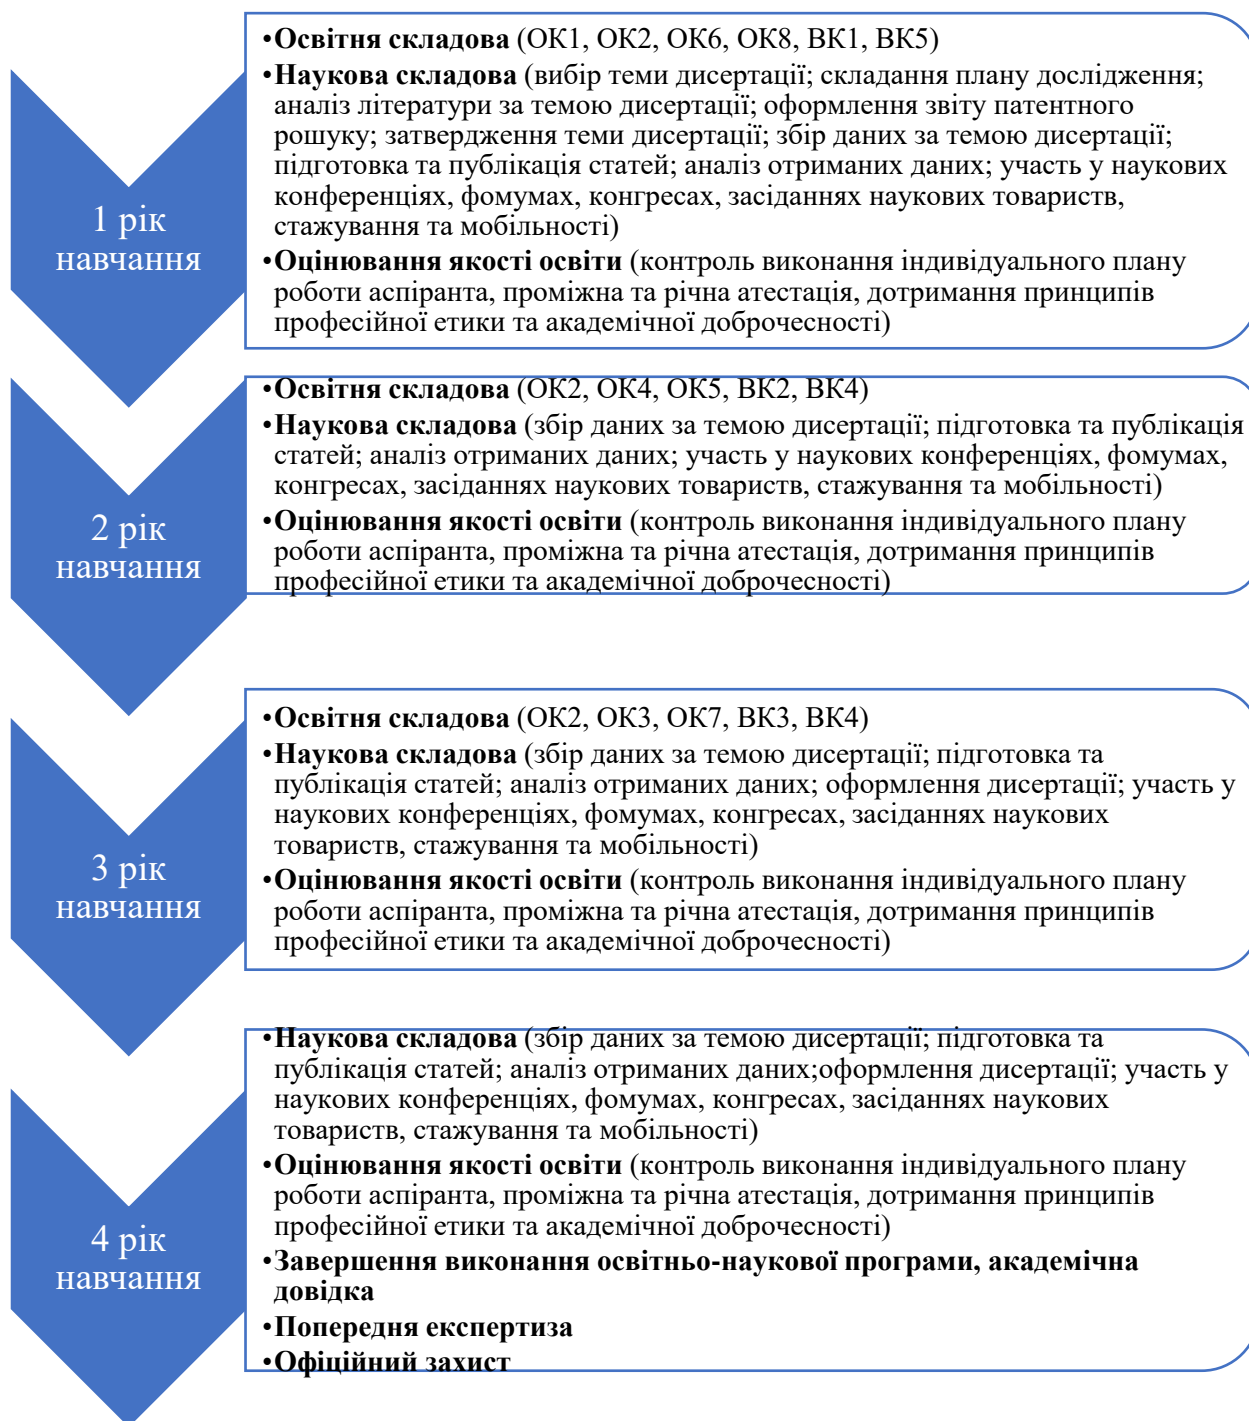 •Освітня складова (ОК1, ОК2, ОК6, ОК8, ВК1, ВК5)
•Наукова складова (вибір теми дисертації; складання плану дослідження;
аналіз літератури за темою дисертації; оформлення звіту патентного
рошуку; затвердження теми дисертації; збір даних за темою дисертації;
підготовка та публікація статей; аналіз отриманих даних; участь у наукових
конференціях, фомумах, конгресах, засіданнях наукових товариств,
стажування та мобільності)
•Оцінювання якості освіти (контроль виконання індивідуального плану
роботи аспіранта, проміжна та річна атестація, дотримання принципів
професійної етики та академічної доброчесності)
1 рік
навчання
•Освітня складова (ОК2, ОК4, ОК5, ВК2, ВК4)
•Наукова складова (збір даних за темою дисертації; підготовка та публікація
статей; аналіз отриманих даних; участь у наукових конференціях, фомумах,
конгресах, засіданнях наукових товариств, стажування та мобільності)
•Оцінювання якості освіти (контроль виконання індивідуального плану
роботи аспіранта, проміжна та річна атестація, дотримання принципів
професійної етики та академічної доброчесності)
2 рік
навчання
•Освітня складова (ОК2, ОК3, ОК7, ВК3, ВК4)
•Наукова складова (збір даних за темою дисертації; підготовка та
публікація статей; аналіз отриманих даних; оформлення дисертації; участь у
наукових конференціях, фомумах, конгресах, засіданнях наукових
товариств, стажування та мобільності)
•Оцінювання якості освіти (контроль виконання індивідуального плану
роботи аспіранта, проміжна та річна атестація, дотримання принципів
професійної етики та академічної доброчесності)
3 рік
навчання
•Наукова складова (збір даних за темою дисертації; підготовка та
публікація статей; аналіз отриманих даних;оформлення дисертації; участь у
наукових конференціях, фомумах, конгресах, засіданнях наукових
товариств, стажування та мобільності)
•Оцінювання якості освіти (контроль виконання індивідуального плану
роботи аспіранта, проміжна та річна атестація, дотримання принципів
професійної етики та академічної доброчесності)
•Завершення виконання освітньо-наукової програми, академічна
довідка
•Попередня експертиза
•Офіційний захист
4 рік
навчання